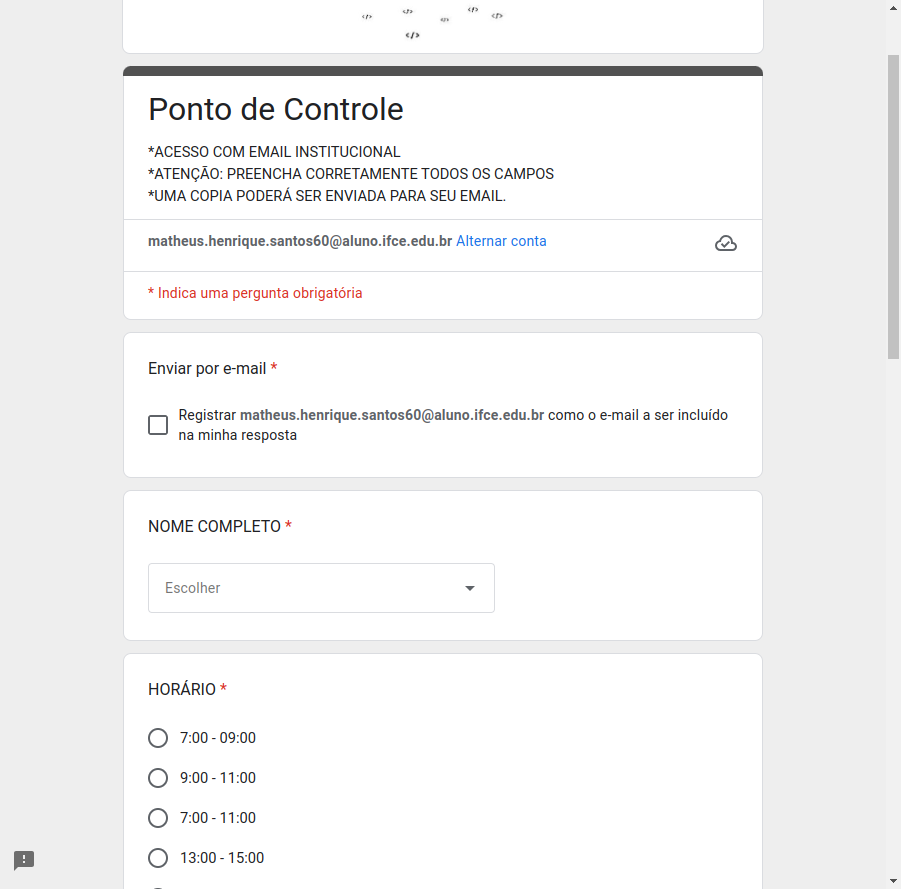 </>
</>
</>
</>
</>
</>
Ponto de Controle
*ACESSO COM EMAIL INSTITUCIONAL
*ATENÇÃO: PREENCHA CORRETAMENTE TODOS OS CAMPOS
*UMA COPIA PODERÁ SER ENVIADA PARA SEU EMAIL.
matheus.henrique.santos60@aluno.ifce.edu.br Alternar conta
* Indica uma pergunta obrigatória
Enviar por e-mail *
Registrar matheus.henrique.santos60@aluno.ifce.edu.br como o e-mail a ser incluído
na minha resposta
NOME COMPLETO *
Escolher
HORÁRIO *
7:00 - 09:00
9:00 - 11:00
7:00 - 11:00
13:00 - 15:00